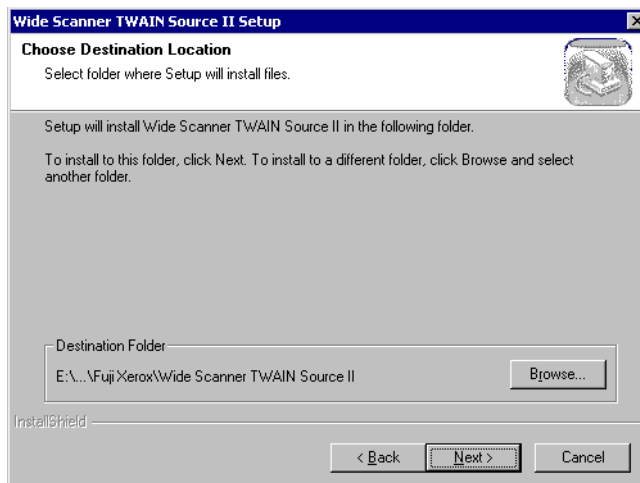 Wide Scanner TWAIN Source II Setup
Choose Destination Location
Select folder where Setup will install files.
Setup will install Wide Scanner TWAIN Source II in the following folder.
To install to this folder, click Next. To install to a different folder, click Browse and select
another folder.
Destination Folder
E:\...\Fuji Xerox\Wide Scanner TWAIN Source II
Browse...
InstallShield
< Back
Next >
Cancel